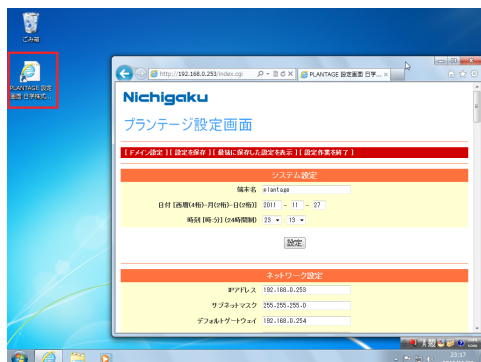 ごみ箱
PLANTAGE 設定
画面 日学株式...
http://192.168.0.253/index.cgi
PLANTAGE 設定画面 日学...
Nichigaku
プランテージ設定画面
[ドメイン設定] [設定を保存] [最後に保存した設定を表示] [設定作業を終了]
システム設定
端末名 plantage
日付 [西暦(4桁)-月(2桁)-日(2桁)] 2011 - 11 - 27
時刻 [時:分] (24時間制) 23 13
設定
ネットワーク設定
IPアドレス 192.168.0.253
サブネットマスク 255.255.255.0
デフォルトゲートウェイ 192.168.0.254
23:17